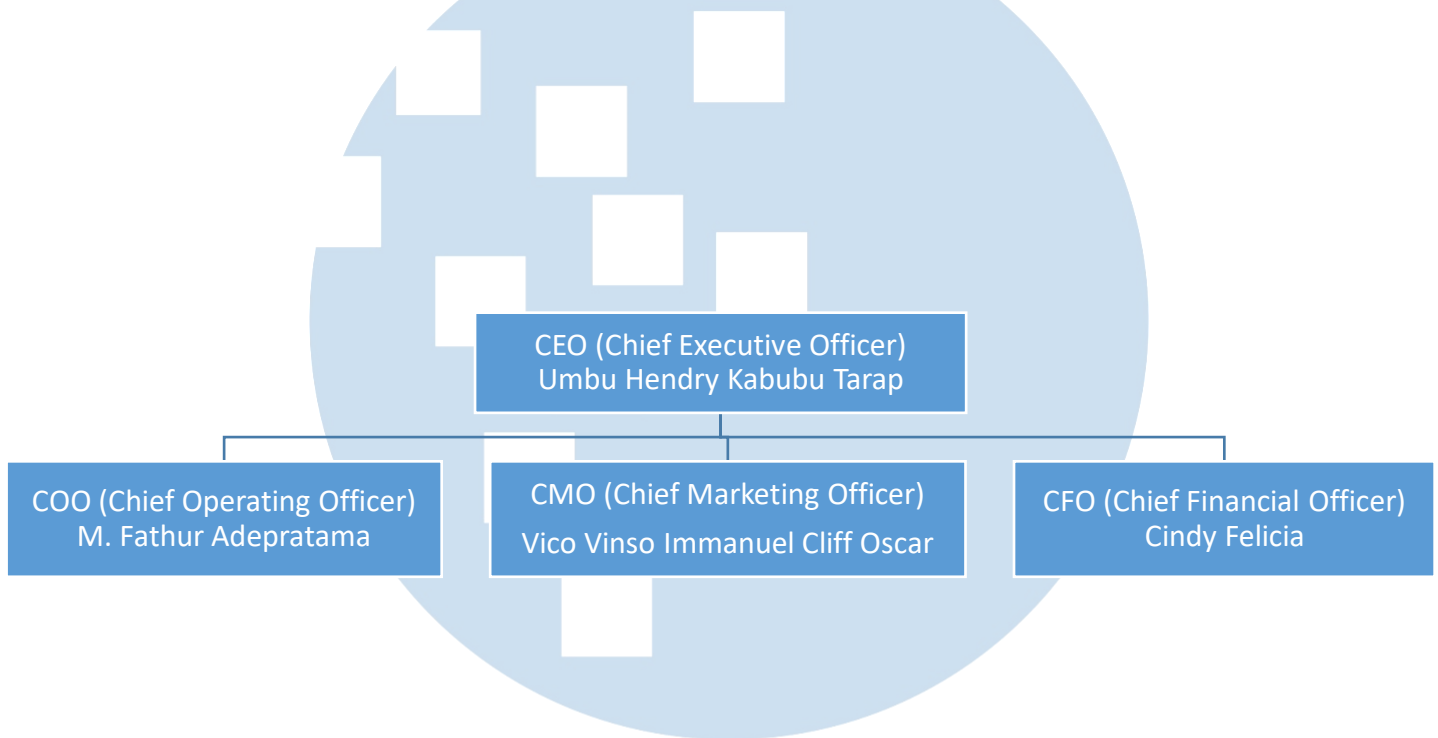 CEO (Chief Executive Officer)
Umbu Hendry Kabubu Tarap
COO (Chief Operating Officer)
M. Fathur Adepratama
CMO (Chief Marketing Officer)
Vico Vinso Immanuel Cliff Oscar
CFO (Chief Financial Officer)
Cindy Felicia